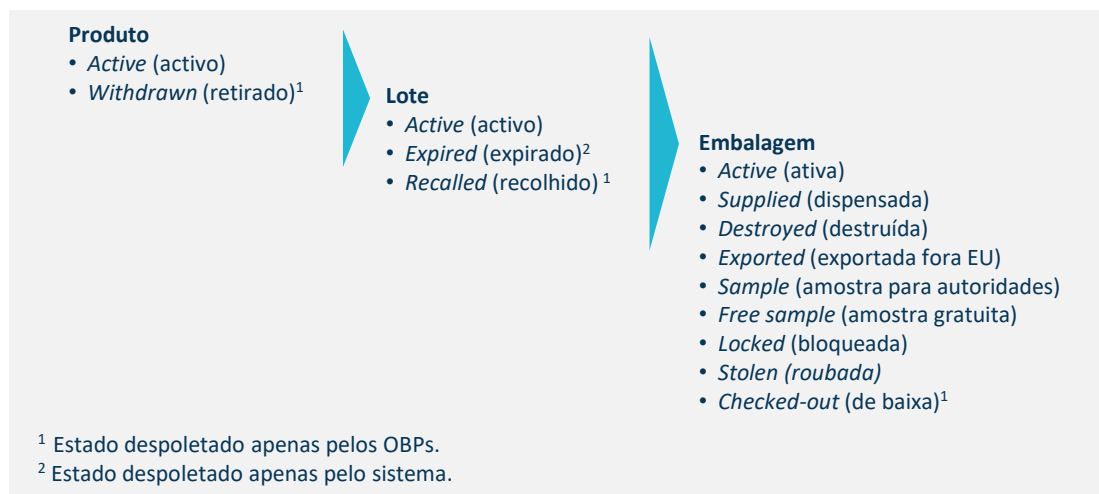 Produto
• Active (activo)
• Withdrawn (retirado)¹
Lote
• Active (activo)
• Expired (expirado)²
• Recalled (recolhido) ¹
Embalagem
• Active (ativa)
• Supplied (dispensada)
• Destroyed (destruída)
• Exported (exportada fora EU)
• Sample (amostra para autoridades)
• Free sample (amostra gratuita)
• Locked (bloqueada)
• Stolen (roubada)
• Checked-out (de baixa)¹
¹ Estado despoletado apenas pelos OBPs.
² Estado despoletado apenas pelo sistema.